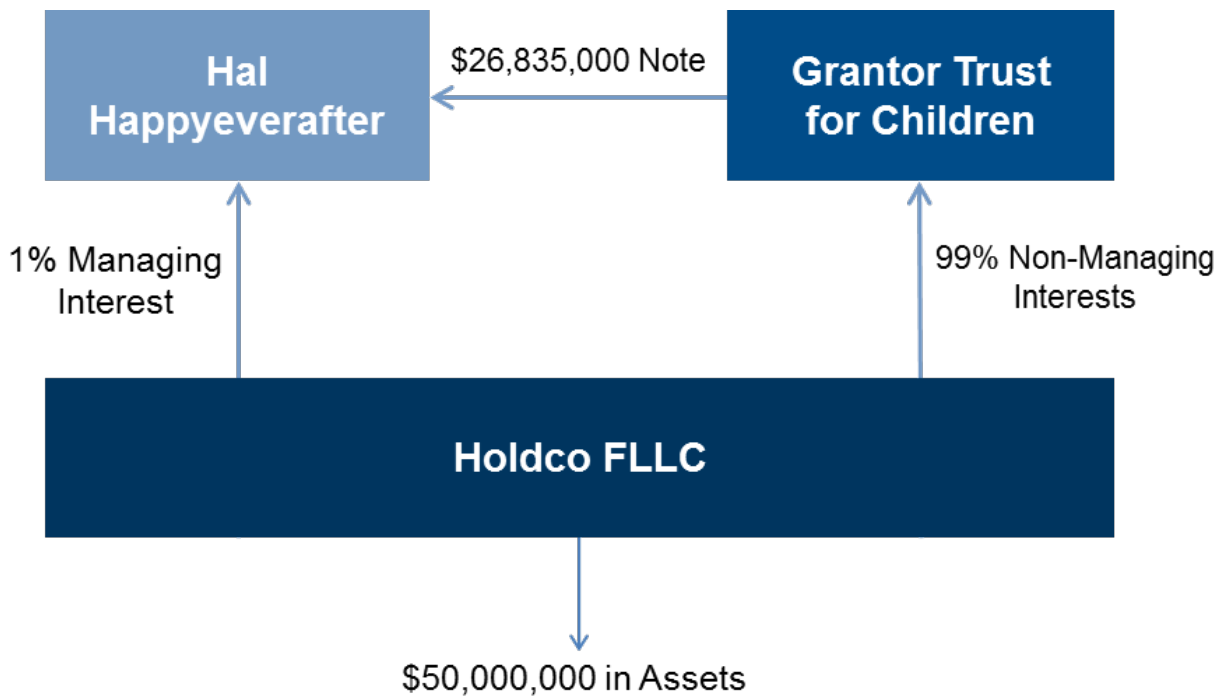 Hal
Happyeverafter
$26,835,000 Note
Grantor Trust
for Children
1% Managing
Interest
99% Non-Managing
Interests
Holdco FLLC
$50,000,000 in Assets